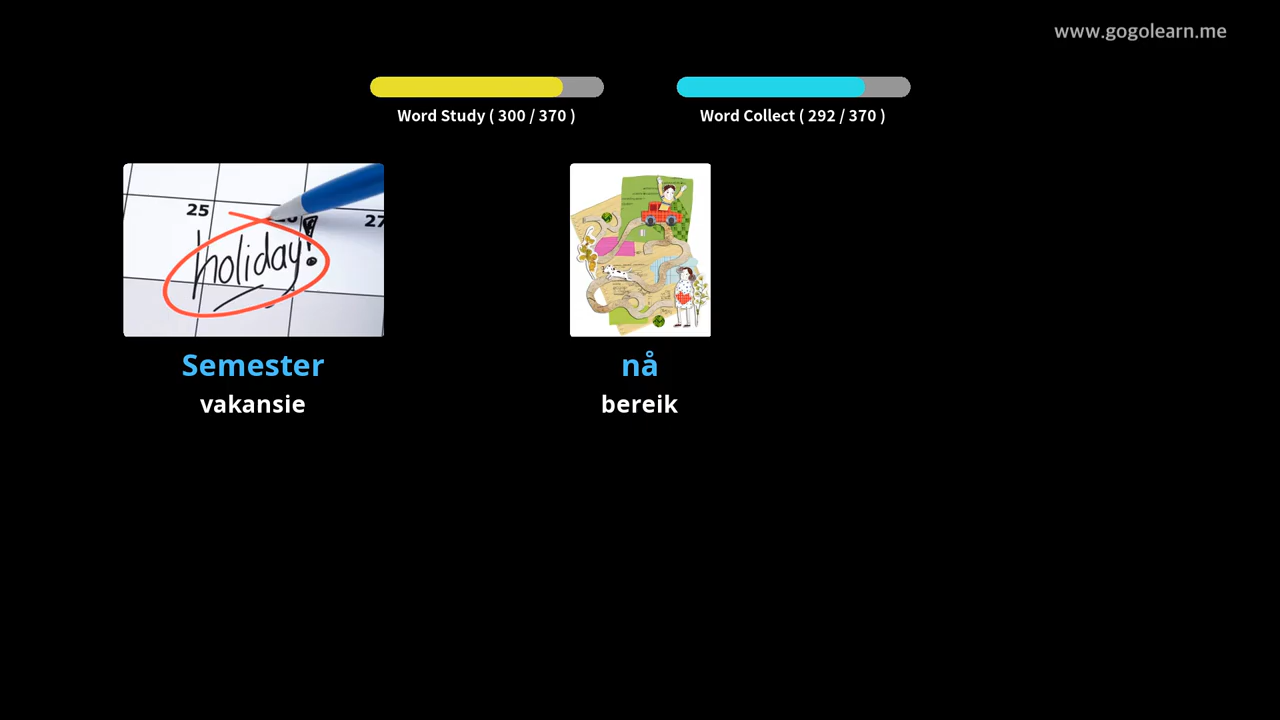 www.gogolearn.me
Word Study ( 300 / 370 )
Word Collect ( 292 / 370 )
25
27
holiday!
Semester
vakansie
nå
bereik